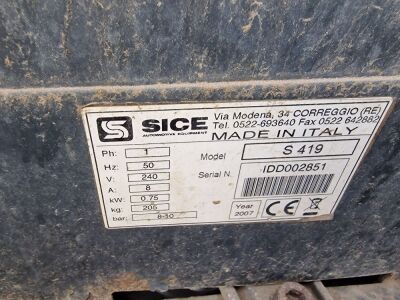 SICE
AUTOMOTIVE EQUIPMENT
Via Modena, 34 CORREGGIO (RE)
Tel. 0522-693640 Fax 0522 642882
MADE IN ITALY
Ph: 1
Hz: 50
V: 240
A: 8
kW: 0.75
kg: 205
bar: 8-10
Model S 419
Serial N. IDD002851
Year 2007 CE